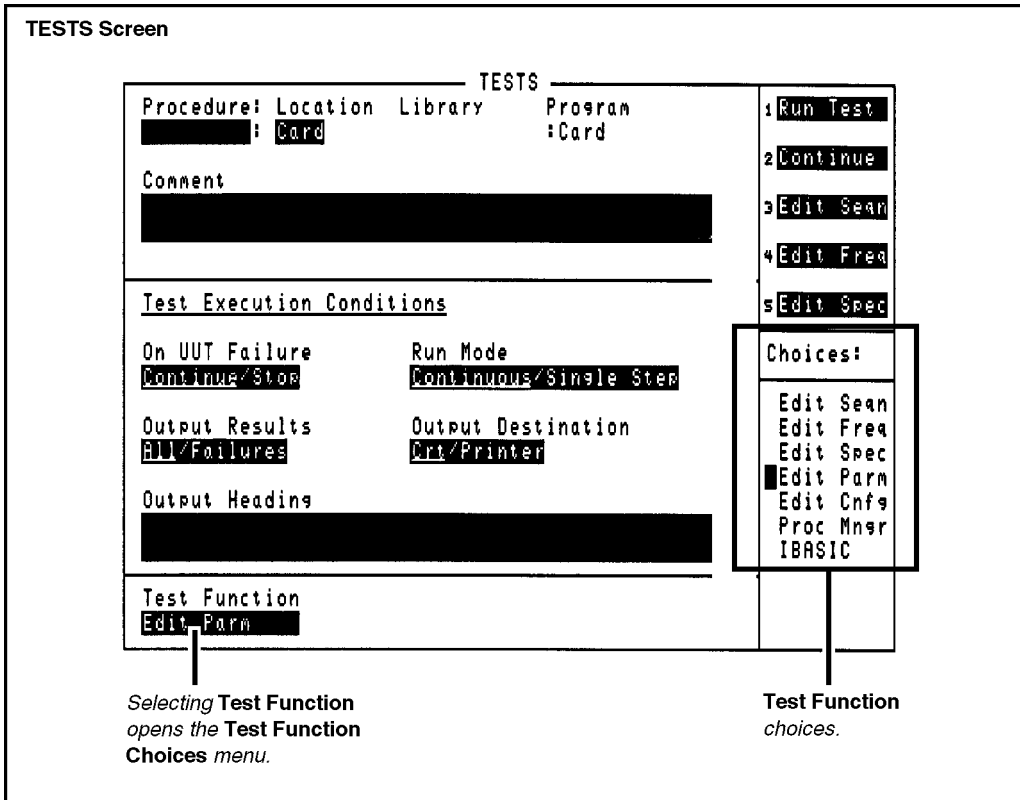 TESTS Screen
TESTS
Procedure: Location Library Program
: Card :Card
Comment
Test Execution Conditions
On UUT Failure Run Mode
Continue/Stop Continuous/Single Step
Output Results Output Destination
All/Failures Crt/Printer
Output Heading
Test Function
Edit Parm
1 Run Test
2 Continue
3 Edit Seqn
4 Edit Freq
5 Edit Spec
Choices:
Edit Seqn
Edit Freq
Edit Spec
Edit Parm
Edit Cnfg
Proc Mngr
IBASIC
Selecting Test Function
opens the Test Function
Choices menu.
Test Function
choices.